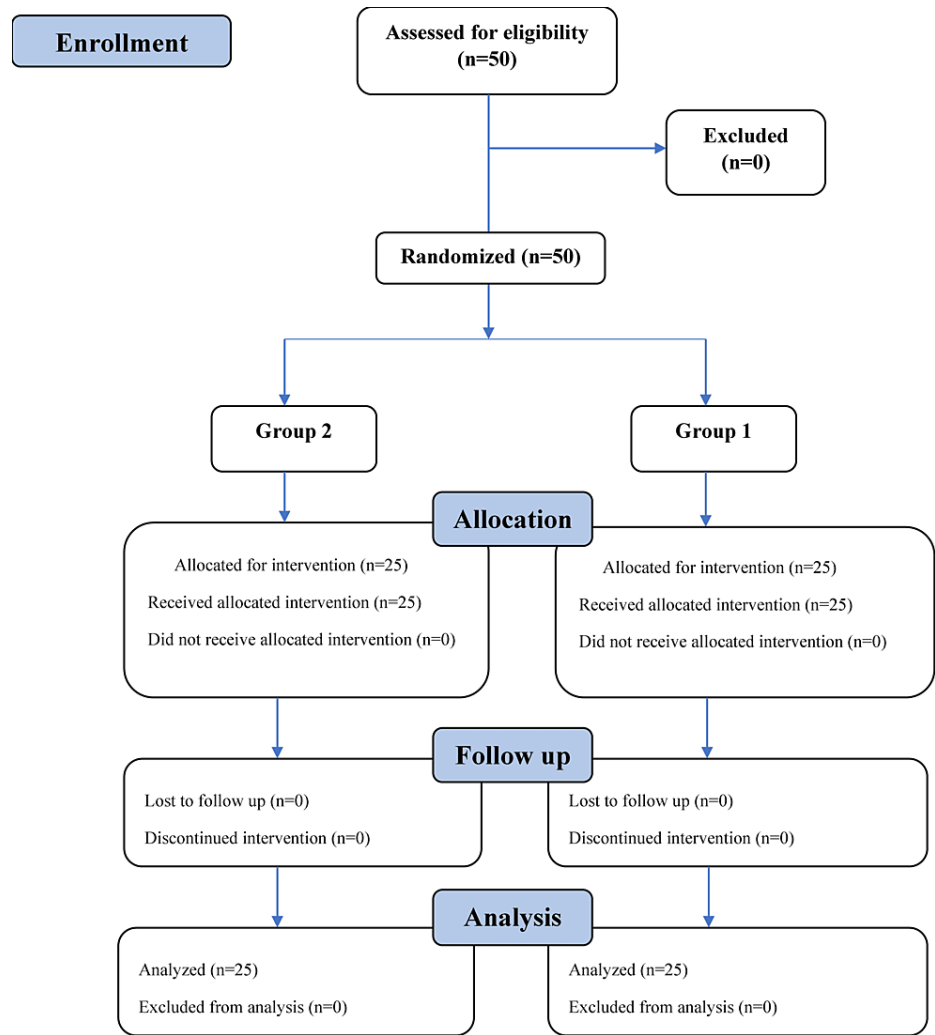 Enrollment
Assessed for eligibility
(n=50)
Excluded
(n=0)
Randomized (n=50)
Group 2
Group 1
Allocation
Allocated for intervention (n=25)
Received allocated intervention (n=25)
Did not receive allocated intervention (n=0)
Allocated for intervention (n=25)
Received allocated intervention (n=25)
Did not receive allocated intervention (n=0)
Follow up
Lost to follow up (n=0)
Discontinued intervention (n=0)
Lost to follow up (n=0)
Discontinued intervention (n=0)
Analysis
Analyzed (n=25)
Excluded from analysis (n=0)
Analyzed (n=25)
Excluded from analysis (n=0)